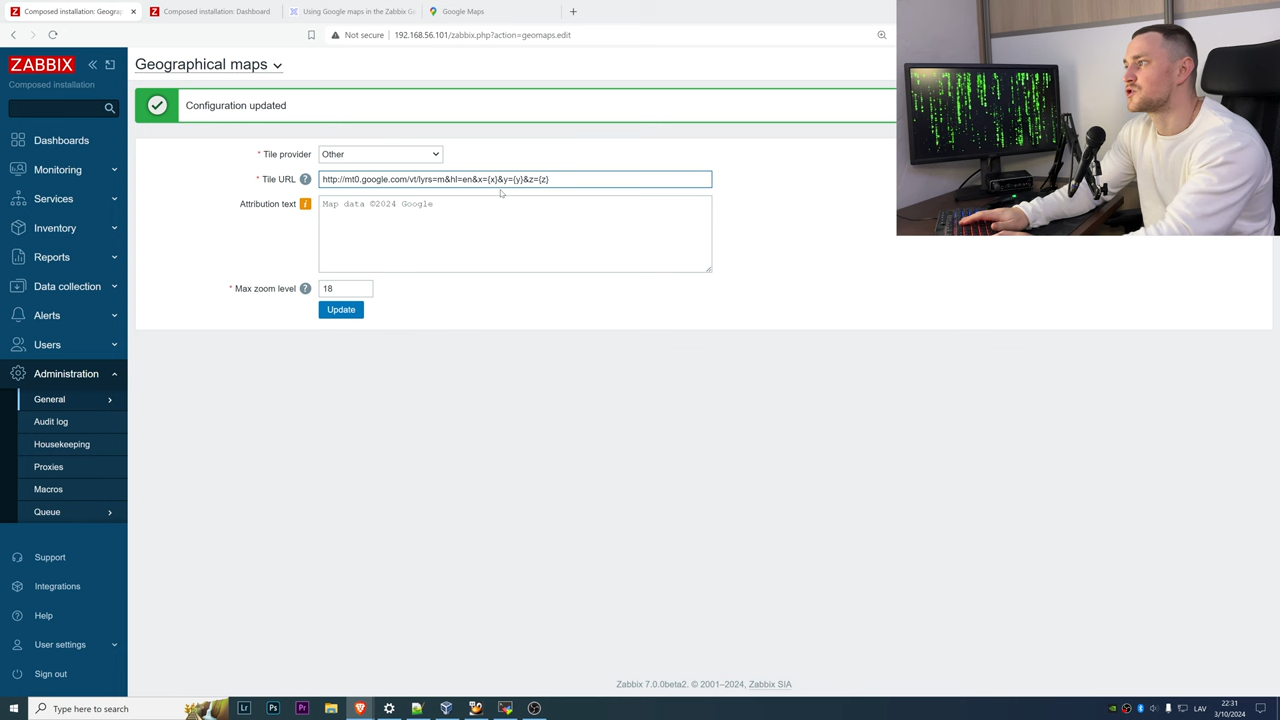 Composed installation: Geograp
Composed installation: Dashboard
Using Google maps in the Zabbix Ge
Google Maps
Not secure
192.168.56.101/zabbix.php?action=geomaps.edit
ZABBIX
Composed installation
Dashboards
Monitoring
Services
Inventory
Reports
Data collection
Alerts
Users
Administration
General
Audit log
Housekeeping
Proxies
Macros
Queue
Support
Integrations
Help
User settings
Sign out
Geographical maps
Configuration updated
* Tile provider
Other
* Tile URL ?
http://mt0.google.com/vt/lyrs=m&hl=en&x={x}&y={y}&z={z}
Attribution text i
Map data ©2024 Google
* Max zoom level ?
18
Update
Zabbix 7.0.0beta2. © 2001–2024, Zabbix SIA
Type here to search
LAV
22:31
3/10/2024